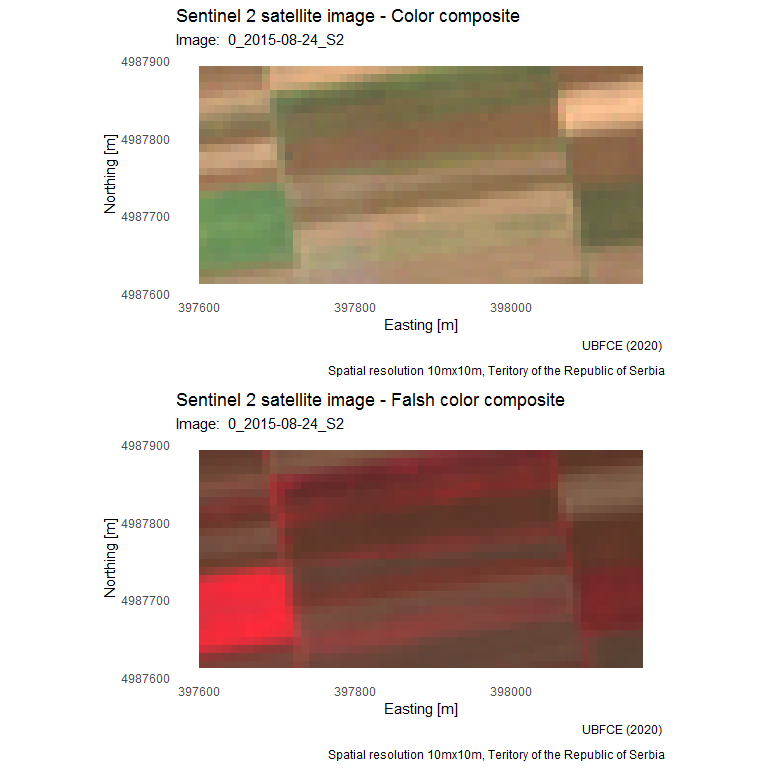 Sentinel 2 satellite image - Color composite
Image:  0_2015-08-24_S2
4987900
4987800
4987700
4987600
Northing [m]
397600
397800
398000
Easting [m]
UBFCE (2020)
Spatial resolution 10mx10m, Teritory of the Republic of Serbia
Sentinel 2 satellite image - Falsh color composite
Image:  0_2015-08-24_S2
4987900
4987800
4987700
4987600
Northing [m]
397600
397800
398000
Easting [m]
UBFCE (2020)
Spatial resolution 10mx10m, Teritory of the Republic of Serbia